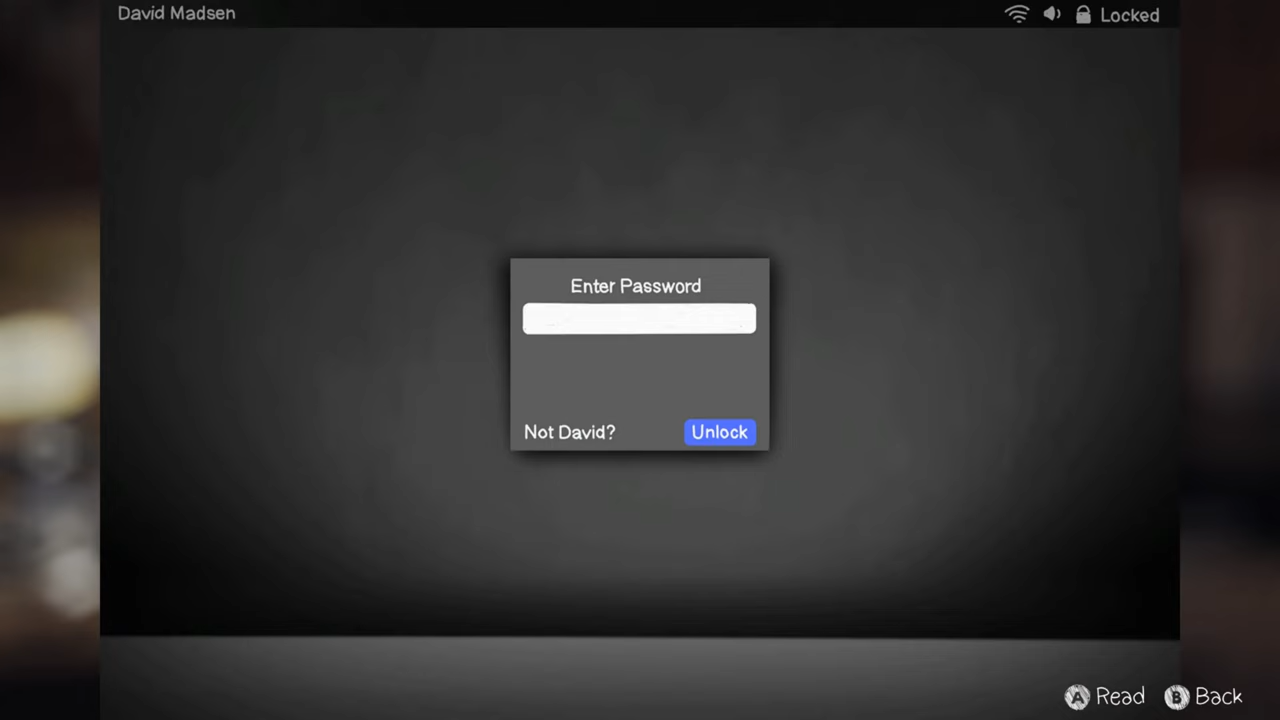 David Madsen
Locked
Enter Password
Not David?
Unlock
A Read B Back